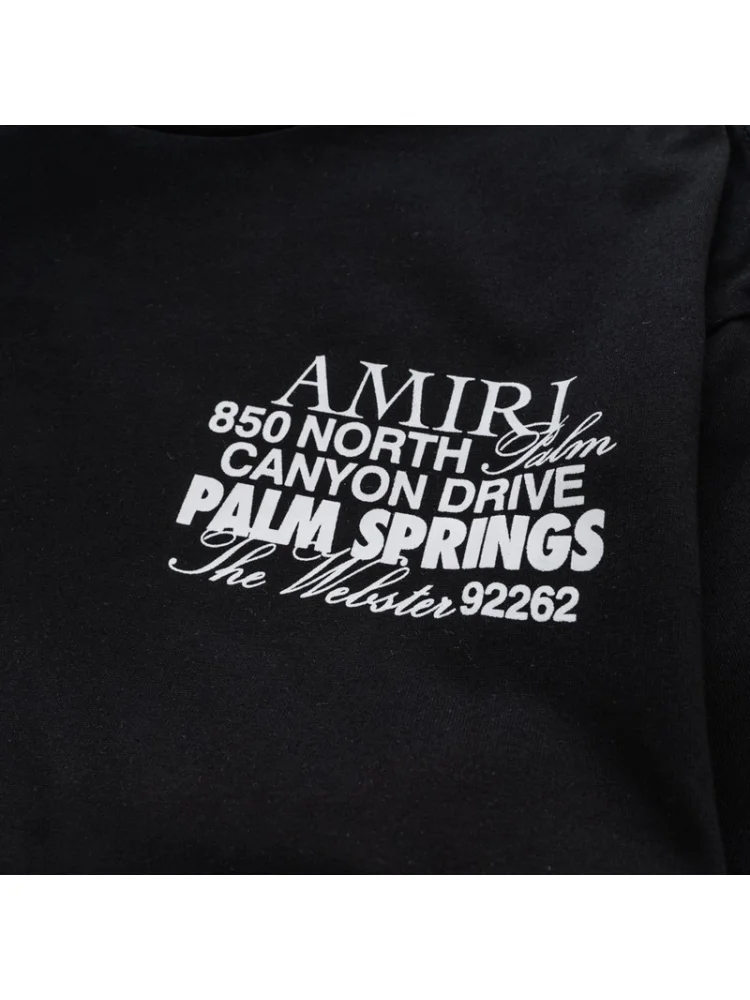 AMIRI
850 NORTH Palm
CANYON DRIVE
PALM SPRINGS
The Webster 92262